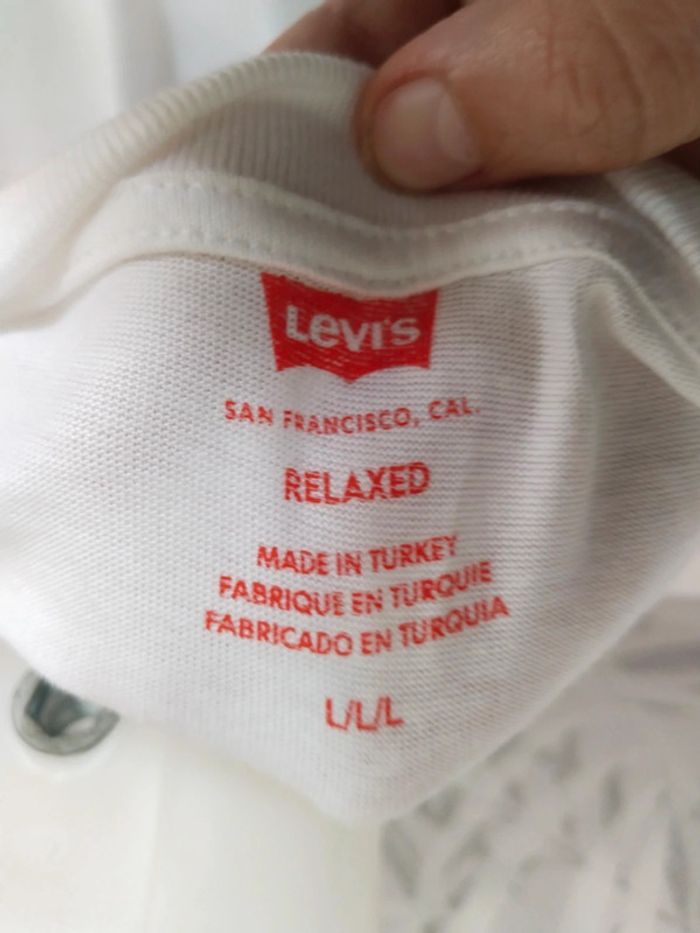 Levi's
SAN FRANCISCO, CAL.
RELAXED
MADE IN TURKEY
FABRIQUE EN TURQUIE
FABRICADO EN TURQUIA
L/L/L